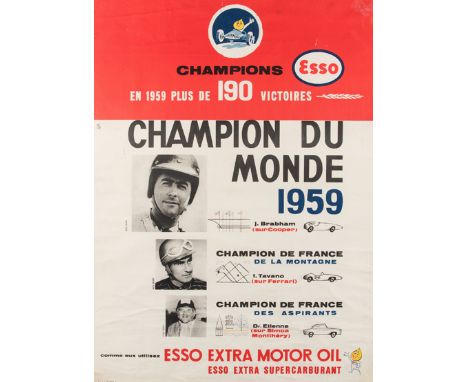 CHAMPIONS Esso
EN 1959 PLUS DE 190 VICTOIRES
CHAMPION DU
MONDE
1959
J. Brabham
(sur Cooper)
CHAMPION DE FRANCE
DE LA MONTAGNE
F. Tavano
(sur Ferrari)
CHAMPION DE FRANCE
DES ASPIRANTS
Dr. Etienne
(sur Simca
Montlhéry)
comme eux utilisez ESSO EXTRA MOTOR OIL
ESSO EXTRA SUPERCARBURANT